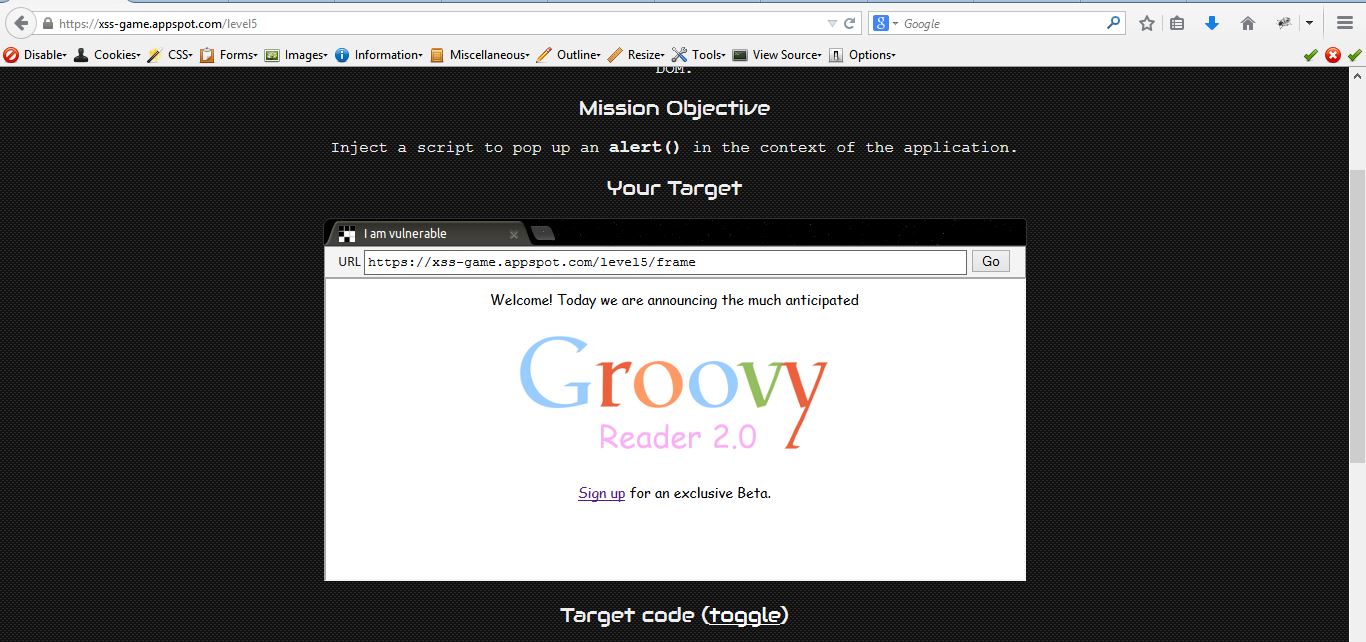 https://xss-game.appspot.com/level5
Google
Disable Cookies CSS Forms Images Information Miscellaneous Outline Resize Tools View Source Options
DOM.
Mission Objective
Inject a script to pop up an alert() in the context of the application.
Your Target
I am vulnerable
URL https://xss-game.appspot.com/level5/frame Go
Welcome! Today we are announcing the much anticipated
Groovy
Reader 2.0
Sign up for an exclusive Beta.
Target code (toggle)